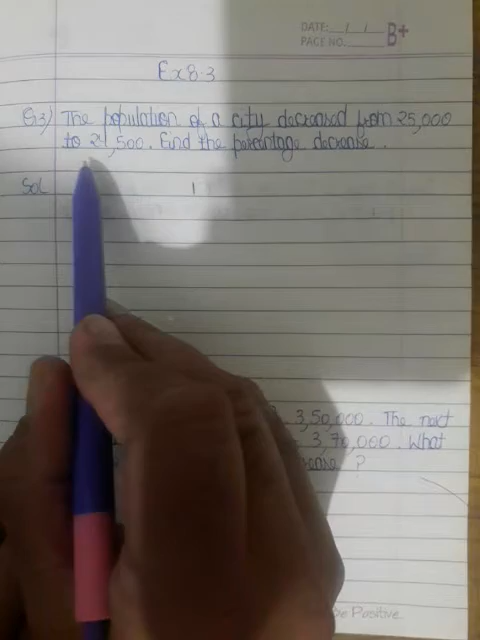 DATE: / /
PAGE NO.: B+
Ex 8.3
Q3) The population of a city decreased from 25,000
to 24,500. Find the percentage decrease.
Sol
3,50,000. The next
3,70,000. What
?
Positive